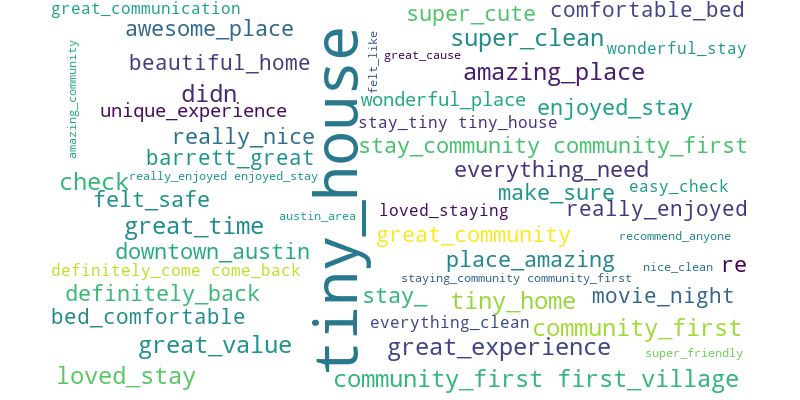 great_communication
super_cute
comfortable_bed
awesome_place
super_clean
wonderful_stay
amazing_community
beautiful_home
felt_like
great_cause
amazing_place
didn
unique_experience
wonderful_place
enjoyed_stay
stay_tiny tiny_house
really_nice
tiny_house
stay_community community_first
barrett_great
everything_need
check
really_enjoyed enjoyed_stay
make_sure
easy_check
felt_safe
austin_area
loved_staying
really_enjoyed
great_time
great_community
recommend_anyone
downtown_austin
place_amazing
nice_clean
re
definitely_come come_back
staying_community community_first
definitely_back
stay_
tiny_home
movie_night
bed_comfortable
everything_clean
community_first
great_value
great_experience
super_friendly
loved_stay
community_first first_village